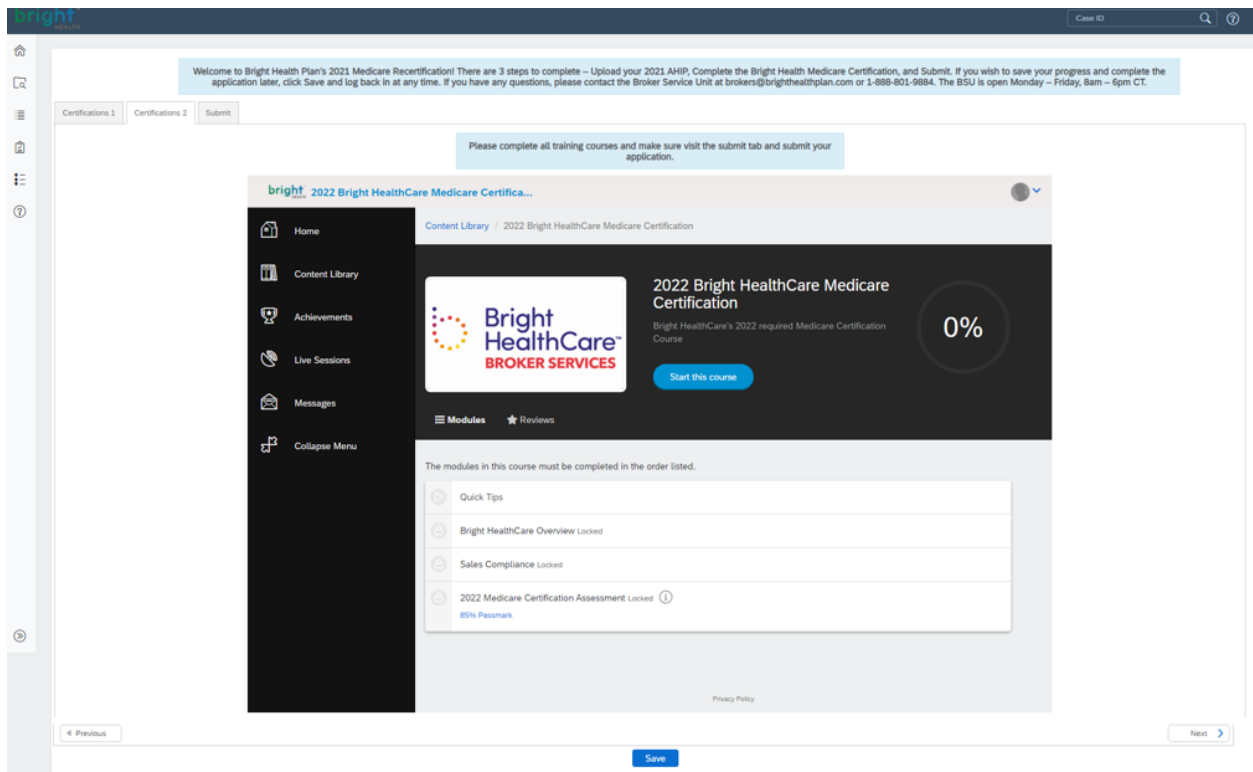 bright
HEALTH
Case ID
Welcome to Bright Health Plan's 2021 Medicare Recertification! There are 3 steps to complete – Upload your 2021 AHIP, Complete the Bright Health Medicare Certification, and Submit. If you wish to save your progress and complete the
application later, click Save and log back in at any time. If you have any questions, please contact the Broker Service Unit at brokers@brighthealthplan.com or 1-888-801-9884. The BSU is open Monday – Friday, 8am – 6pm CT.
Certifications 1
Certifications 2
Submit
Please complete all training courses and make sure visit the submit tab and submit your
application.
bright
HEALTH
2022 Bright HealthCare Medicare Certifica...
Home
Content Library
Achievements
Live Sessions
Messages
Collapse Menu
Content Library / 2022 Bright HealthCare Medicare Certification
Bright
HealthCare™
BROKER SERVICES
2022 Bright HealthCare Medicare
Certification
Bright HealthCare's 2022 required Medicare Certification
Course
Start this course
0%
Modules
Reviews
The modules in this course must be completed in the order listed.
Quick Tips
Bright HealthCare Overview Locked
Sales Compliance Locked
2022 Medicare Certification Assessment Locked
85% Passmark
Privacy Policy
Previous
Next
Save